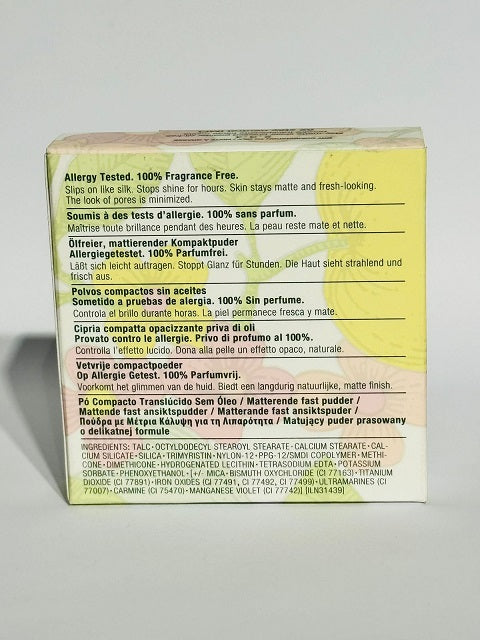 Allergy Tested. 100% Fragrance Free.
Slips on like silk. Stops shine for hours. Skin stays matte and fresh-looking.
The look of pores is minimized.
Soumis à des tests d'allergie. 100% sans parfum.
Maîtrise toute brillance pendant des heures. La peau reste mate et nette.
Ölfreier, mattierender Kompaktpuder
Allergiegetestet. 100% Parfumfrei.
Läßt sich leicht auftragen. Stoppt Glanz für Stunden. Die Haut sieht strahlend und
frisch aus.
Polvos compactos sin aceites
Sometido a pruebas de alergia. 100% Sin perfume.
Controla el brillo durante horas. La piel permanece fresca y mate.
Cipria compatta opacizzante priva di oli
Provato contro le allergie. Privo di profumo al 100%.
Controlla l'effetto lucido. Dona alla pelle un effetto opaco, naturale.
Vetvrije compactpoeder
Op Allergie Getest. 100% Parfumvrij.
Voorkomt het glimmen van de huid. Biedt een langdurig natuurlijke, matte finish.
Pó Compacto Translúcido Sem Óleo / Matterende fast pudder /
Mattende fast ansiktspudder / Matterande fast ansiktspuder /
Πούδρα με Μέτρια Κάλυψη για τη Λιπαρότητα / Matujący puder prasowany
o delikatnej formule
INGREDIENTS: TALC•OCTYLDODECYL STEAROYL STEARATE•CALCIUM STEARATE•CAL-
CIUM SILICATE•SILICA•TRIMYRISTIN•NYLON-12•PPG-12/SMDI COPOLYMER•METHI-
CONE•DIMETHICONE•HYDROGENATED LECITHIN•TETRASODIUM EDTA•POTASSIUM
SORBATE•PHENOXYETHANOL•[+/- MICA•BISMUTH OXYCHLORIDE (CI 77163)•TITANIUM
DIOXIDE (CI 77891)•IRON OXIDES (CI 77491, CI 77492, CI 77499)•ULTRAMARINES (CI
77007)•CARMINE (CI 75470)•MANGANESE VIOLET (CI 77742)] [ILN31439]